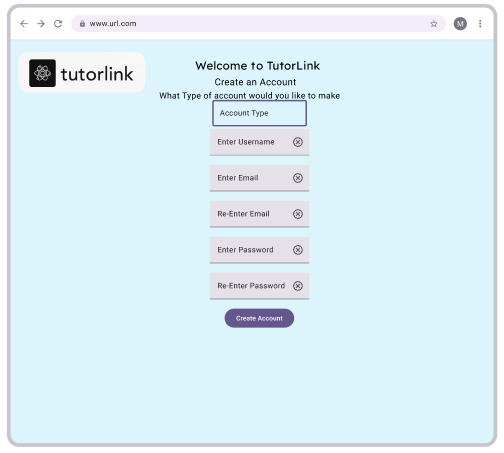 www.url.com
M
tutorlink
Welcome to TutorLink
Create an Account
What Type of account would you like to make
Account Type
Enter Username
Enter Email
Re-Enter Email
Enter Password
Re-Enter Password
Create Account